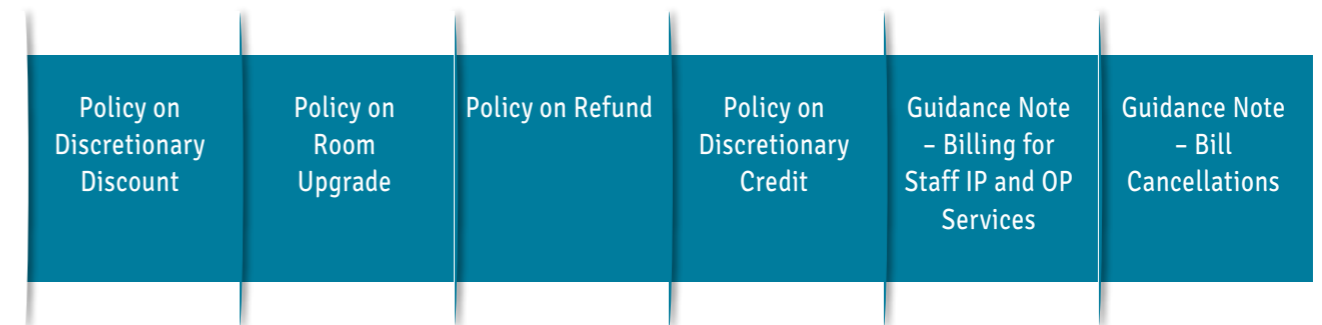 Policy on
Discretionary
Discount
Policy on
Room
Upgrade
Policy on Refund
Policy on
Discretionary
Credit
Guidance Note
– Billing for
Staff IP and OP
Services
Guidance Note
– Bill
Cancellations